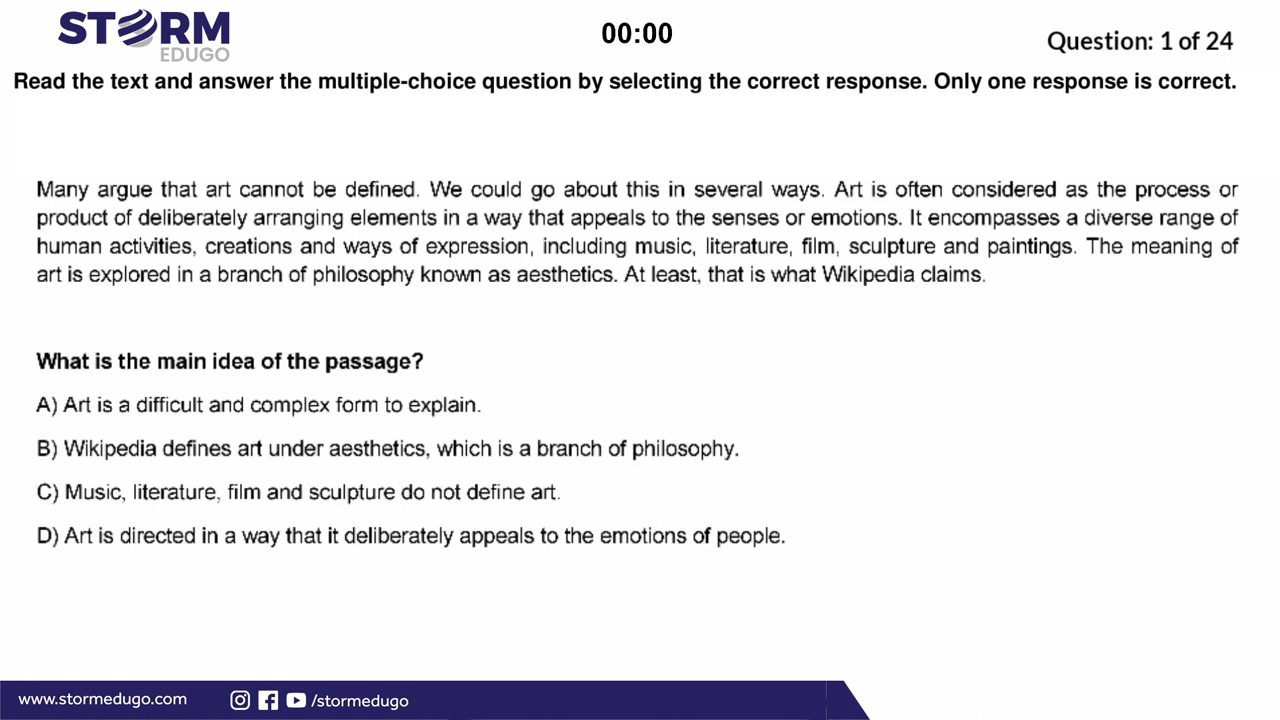 STORM
EDUGO
00:00
Question: 1 of 24
Read the text and answer the multiple-choice question by selecting the correct response. Only one response is correct.
Many argue that art cannot be defined. We could go about this in several ways. Art is often considered as the process or
product of deliberately arranging elements in a way that appeals to the senses or emotions. It encompasses a diverse range of
human activities, creations and ways of expression, including music, literature, film, sculpture and paintings. The meaning of
art is explored in a branch of philosophy known as aesthetics. At least, that is what Wikipedia claims.
What is the main idea of the passage?
A) Art is a difficult and complex form to explain.
B) Wikipedia defines art under aesthetics, which is a branch of philosophy.
C) Music, literature, film and sculpture do not define art.
D) Art is directed in a way that it deliberately appeals to the emotions of people.
www.stormedugo.com
/stormedugo